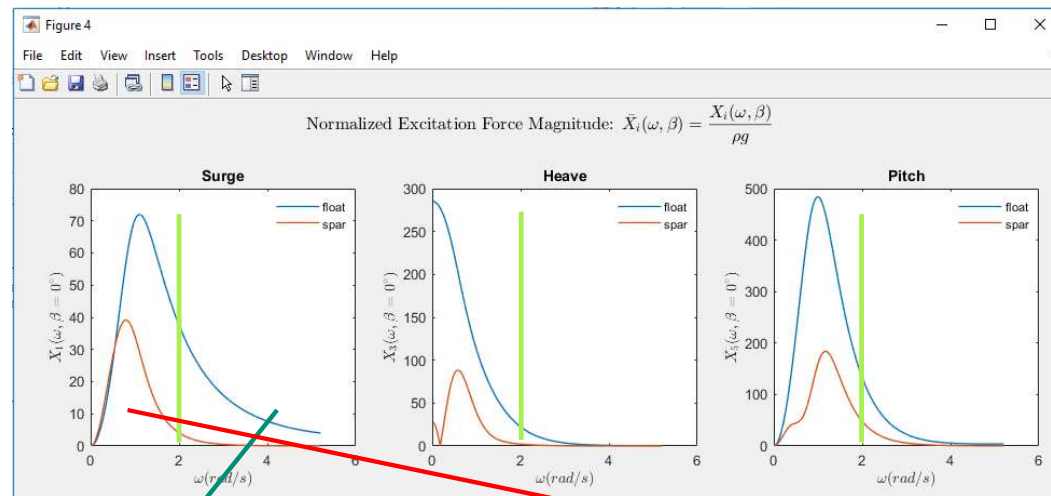 Figure 4
File Edit View Insert Tools Desktop Window Help
Normalized Excitation Force Magnitude: X̄ᵢ(ω, β) = Xᵢ(ω, β) / ρg
Surge
80
70
60
50
40
30
20
10
0
X₁(ω, β = 0°)
float
spar
0 2 4 6
ω(rad/s)
Heave
300
250
200
150
100
50
0
X₃(ω, β = 0°)
float
spar
0 2 4 6
ω(rad/s)
Pitch
500
400
300
200
100
0
X₅(ω, β = 0°)
float
spar
0 2 4 6
ω(rad/s)